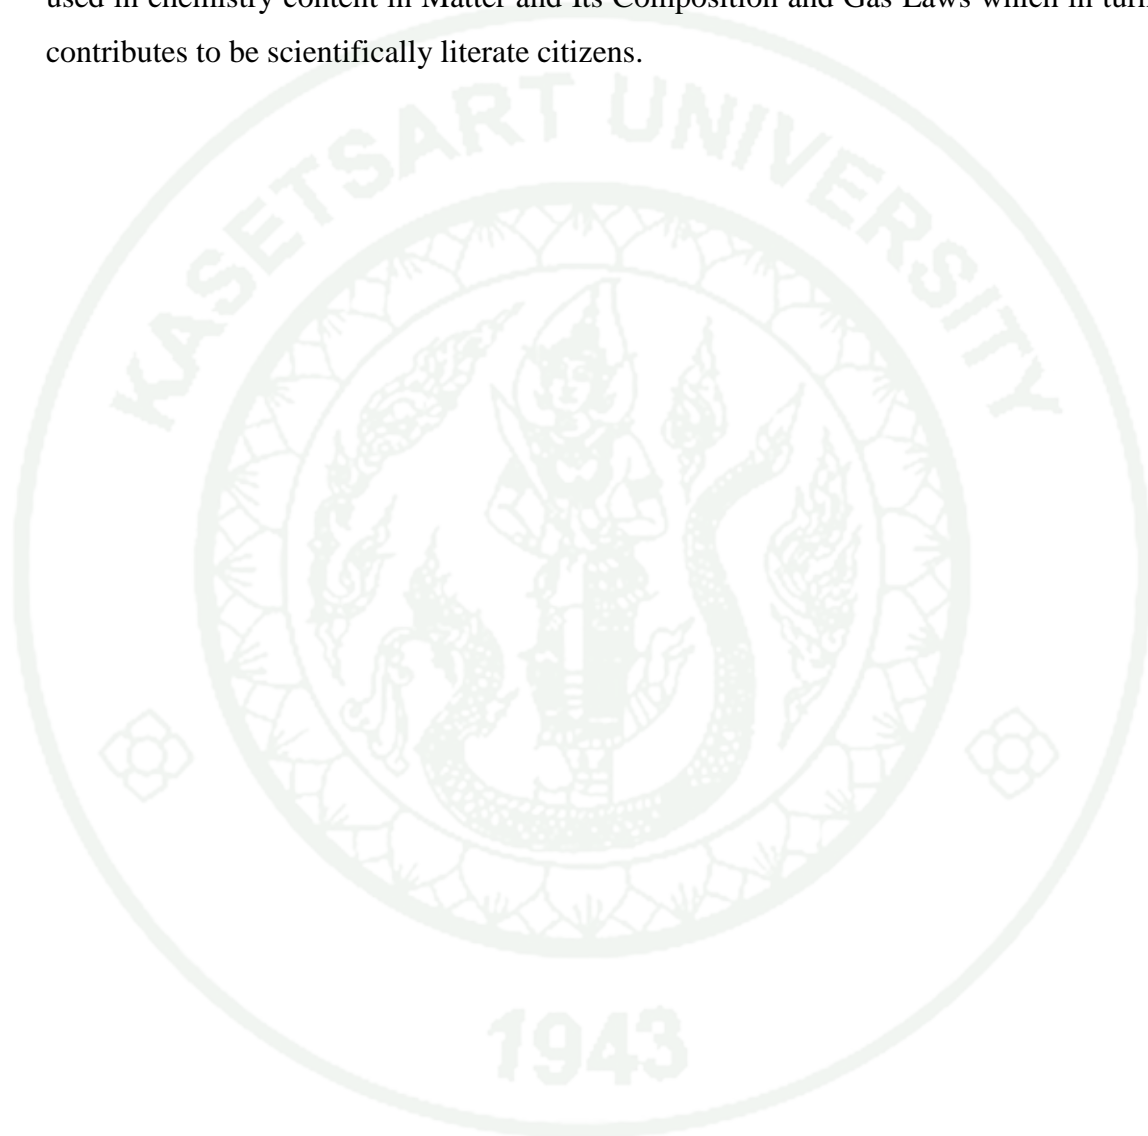 used in chemistry content in Matter and Its Composition and Gas Laws which in turn
contributes to be scientifically literate citizens.
KASETSART UNIVERSITY
1943